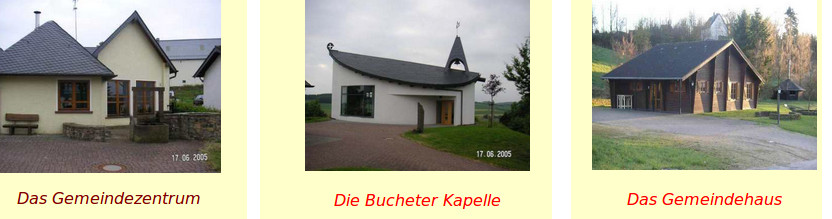 17.06.2005
17.06.2005
Das Gemeindezentrum
Die Bucheter Kapelle
Das Gemeindehaus